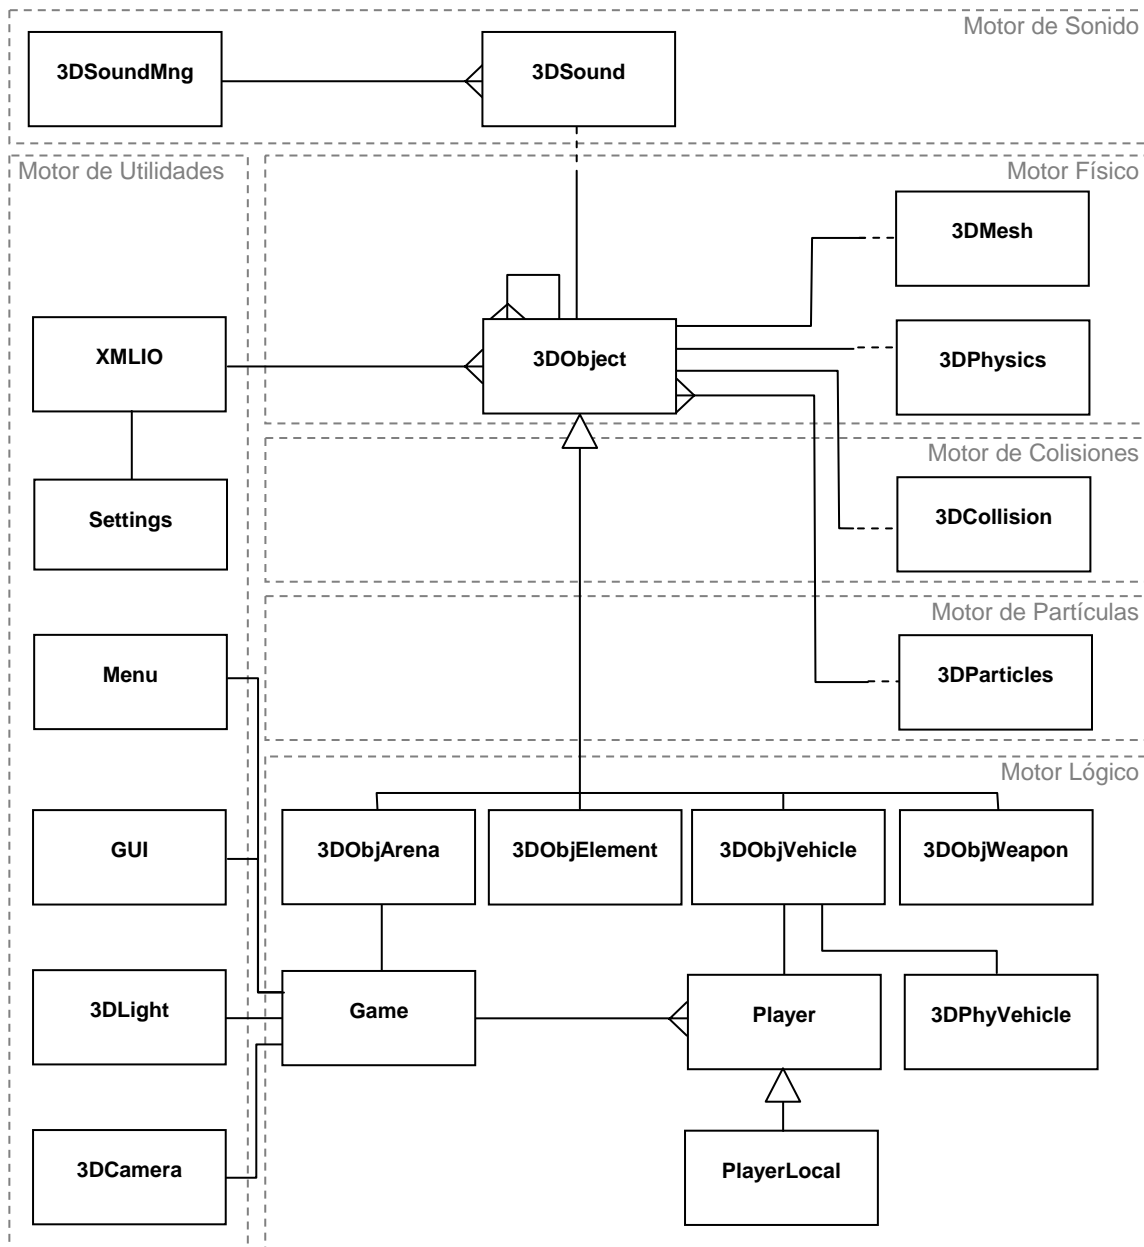 Motor de Sonido
3DSoundMng
3DSound
Motor de Utilidades
Motor Físico
3DMesh
XMLIO
3DObject
3DPhysics
Motor de Colisiones
Settings
3DCollision
Motor de Partículas
Menu
3DParticles
Motor Lógico
GUI
3DObjArena
3DObjElement
3DObjVehicle
3DObjWeapon
3DLight
Game
Player
3DPhyVehicle
3DCamera
PlayerLocal